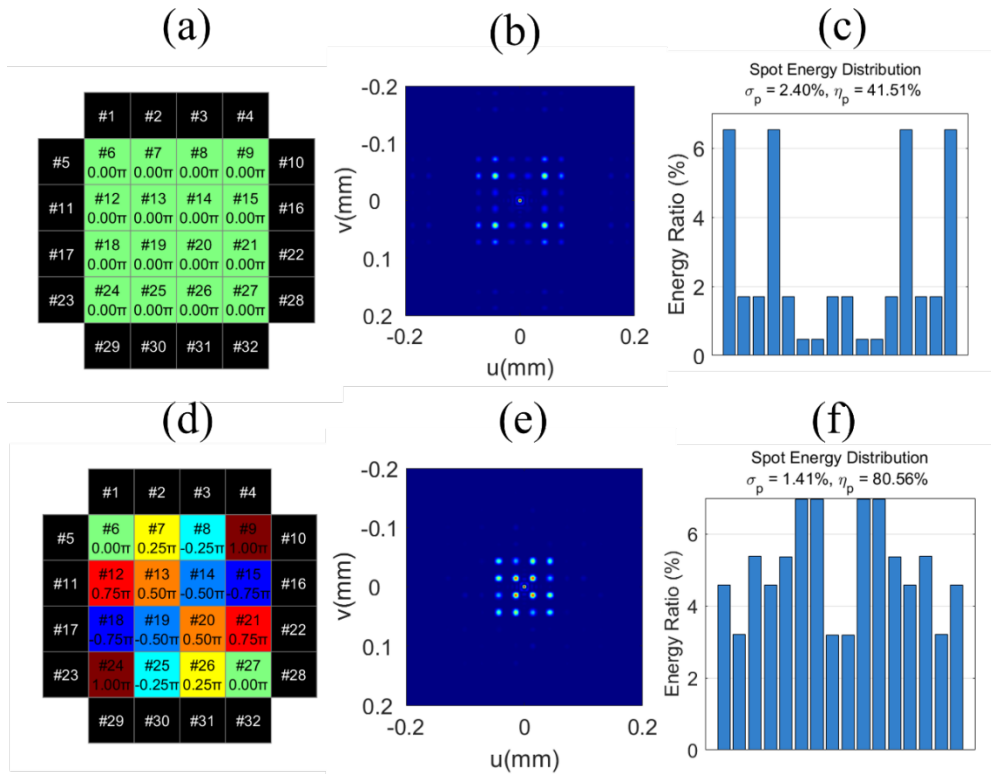 (a)
(b)
(c)
#1 #2 #3 #4
#5 #6 #7 #8 #9 #10
0.00π 0.00π 0.00π 0.00π
#11 #12 #13 #14 #15 #16
0.00π 0.00π 0.00π 0.00π
#17 #18 #19 #20 #21 #22
0.00π 0.00π 0.00π 0.00π
#23 #24 #25 #26 #27 #28
0.00π 0.00π 0.00π 0.00π
#29 #30 #31 #32
-0.2
-0.1
0
0.1
0.2
v(mm)
-0.2 0 0.2
u(mm)
Spot Energy Distribution
σp = 2.40%, ηp = 41.51%
Energy Ratio (%)
6
4
2
0
(d)
(e)
(f)
#1 #2 #3 #4
#5 #6 #7 #8 #9 #10
0.00π 0.25π -0.25π 1.00π
#11 #12 #13 #14 #15 #16
0.75π 0.50π -0.50π -0.75π
#17 #18 #19 #20 #21 #22
-0.75π -0.50π 0.50π 0.75π
#23 #24 #25 #26 #27 #28
1.00π -0.25π 0.25π 0.00π
#29 #30 #31 #32
-0.2
-0.1
0
0.1
0.2
v(mm)
-0.2 0 0.2
u(mm)
Spot Energy Distribution
σp = 1.41%, ηp = 80.56%
Energy Ratio (%)
6
4
2
0